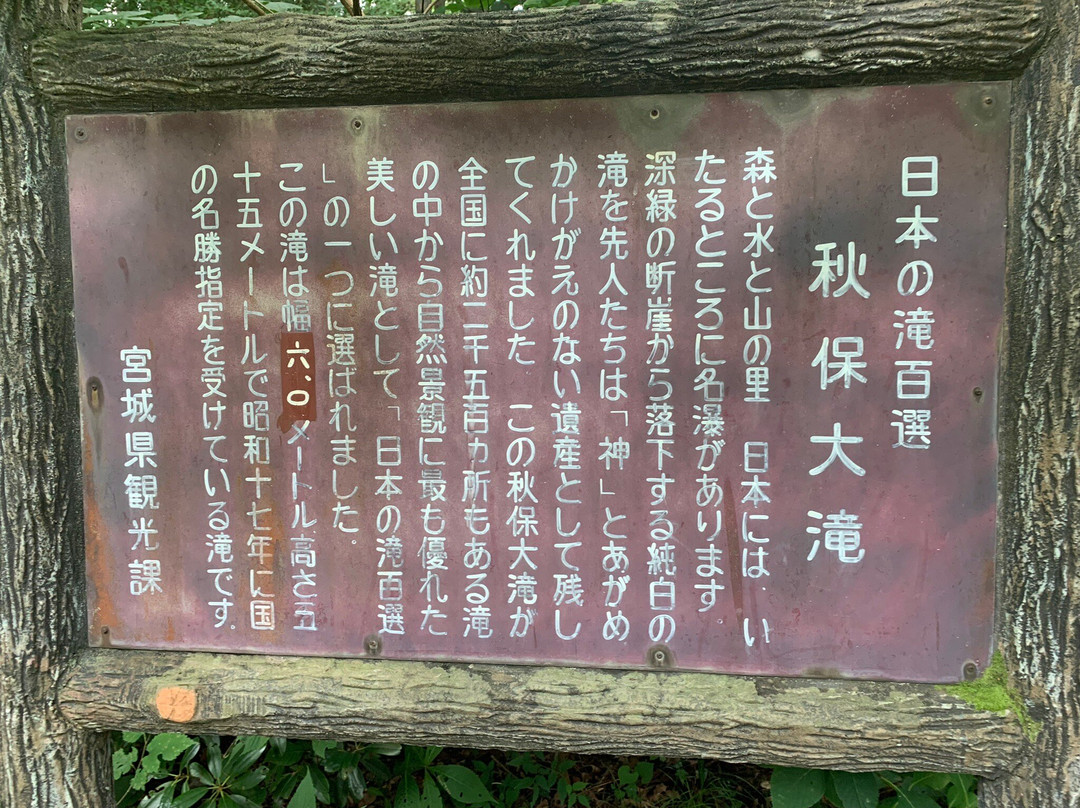 日本の滝百選
秋保大滝
森と水と山の里 日本には、い
たるところに名瀑があります。
深緑の断崖から落下する純白の
滝を先人たちは「神」とあがめ
かけがえのない遺産として残し
てくれました この秋保大滝が
全国に約二千五百カ所もある滝
の中から自然景観に最も優れた
美しい滝として「日本の滝百選
」の一つに選ばれました。
この滝は幅六.〇メートル高さ五
十五メートルで昭和十七年に国
の名勝指定を受けている滝です。
宮城県観光課